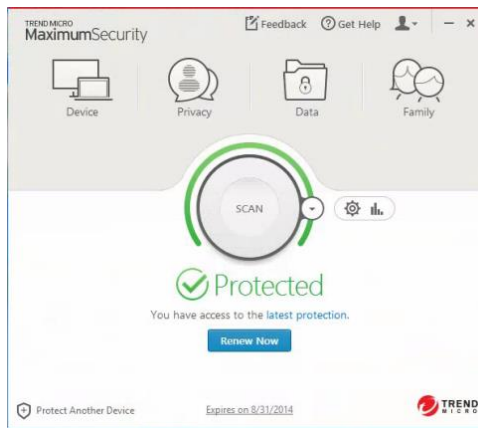 TREND MICRO
MaximumSecurity
Feedback
Get Help
Device
Privacy
Data
Family
SCAN
Protected
You have access to the latest protection.
Renew Now
Protect Another Device
Expires on 8/31/2014
TREND
MICRO